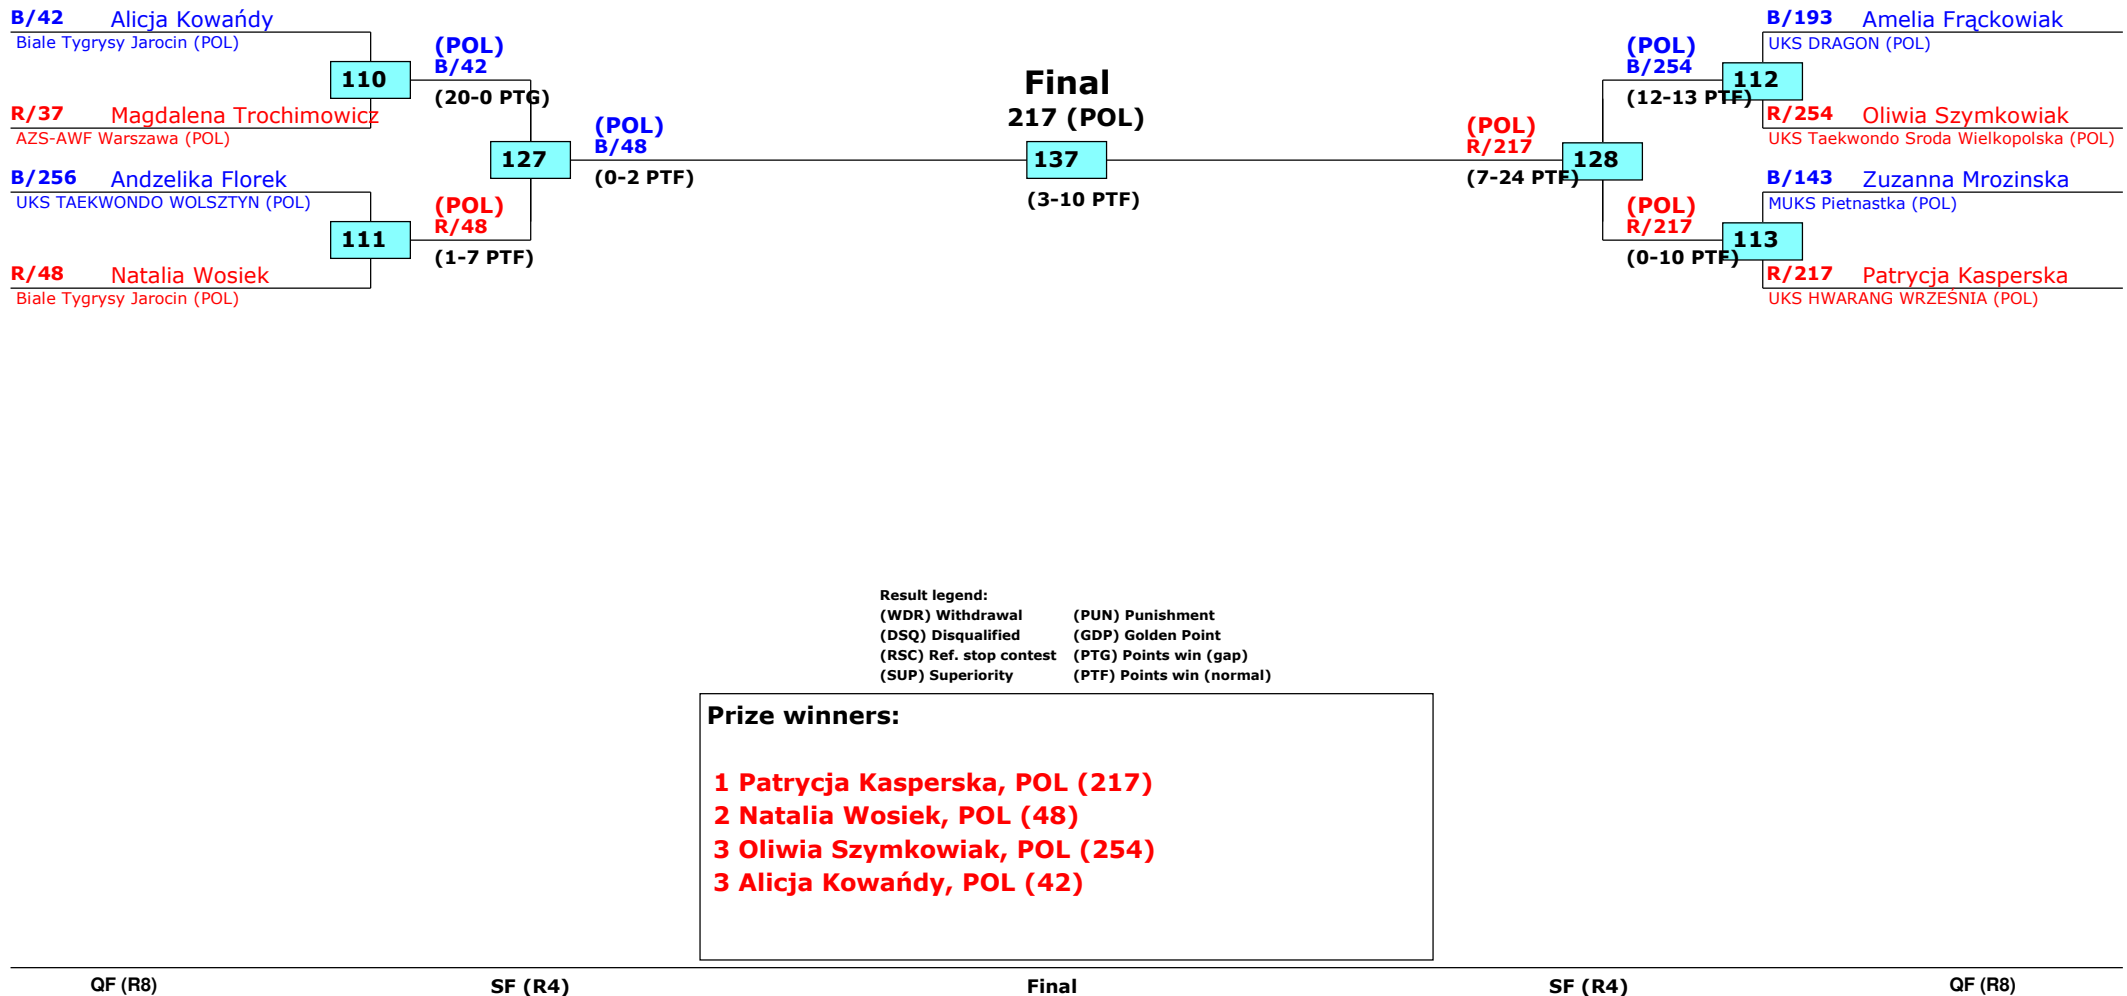 B/42 Alicja Kowańdy
Biale Tygrysy Jarocin (POL)
110
(POL)
B/42
(20-0 PTG)
R/37 Magdalena Trochimowicz
AZS-AWF Warszawa (POL)
127
(POL)
B/48
(0-2 PTF)
B/256 Andzelika Florek
UKS TAEKWONDO WOLSZTYN (POL)
111
(POL)
R/48
(1-7 PTF)
R/48 Natalia Wosiek
Biale Tygrysy Jarocin (POL)
Final
217 (POL)
137
(3-10 PTF)
B/193 Amelia Frąckowiak
UKS DRAGON (POL)
(POL)
B/254
112
(12-13 PTF)
R/254 Oliwia Szymkowiak
UKS Taekwondo Sroda Wielkopolska (POL)
(POL)
R/217
128
(7-24 PTF)
B/143 Zuzanna Mrozinska
MUKS Pietnastka (POL)
(POL)
R/217
113
(0-10 PTF)
R/217 Patrycja Kasperska
UKS HWARANG WRZEŚNIA (POL)
Result legend:
(WDR) Withdrawal (PUN) Punishment
(DSQ) Disqualified (GDP) Golden Point
(RSC) Ref. stop contest (PTG) Points win (gap)
(SUP) Superiority (PTF) Points win (normal)
Prize winners:
1 Patrycja Kasperska, POL (217)
2 Natalia Wosiek, POL (48)
3 Oliwia Szymkowiak, POL (254)
3 Alicja Kowańdy, POL (42)
QF (R8) SF (R4) Final SF (R4) QF (R8)